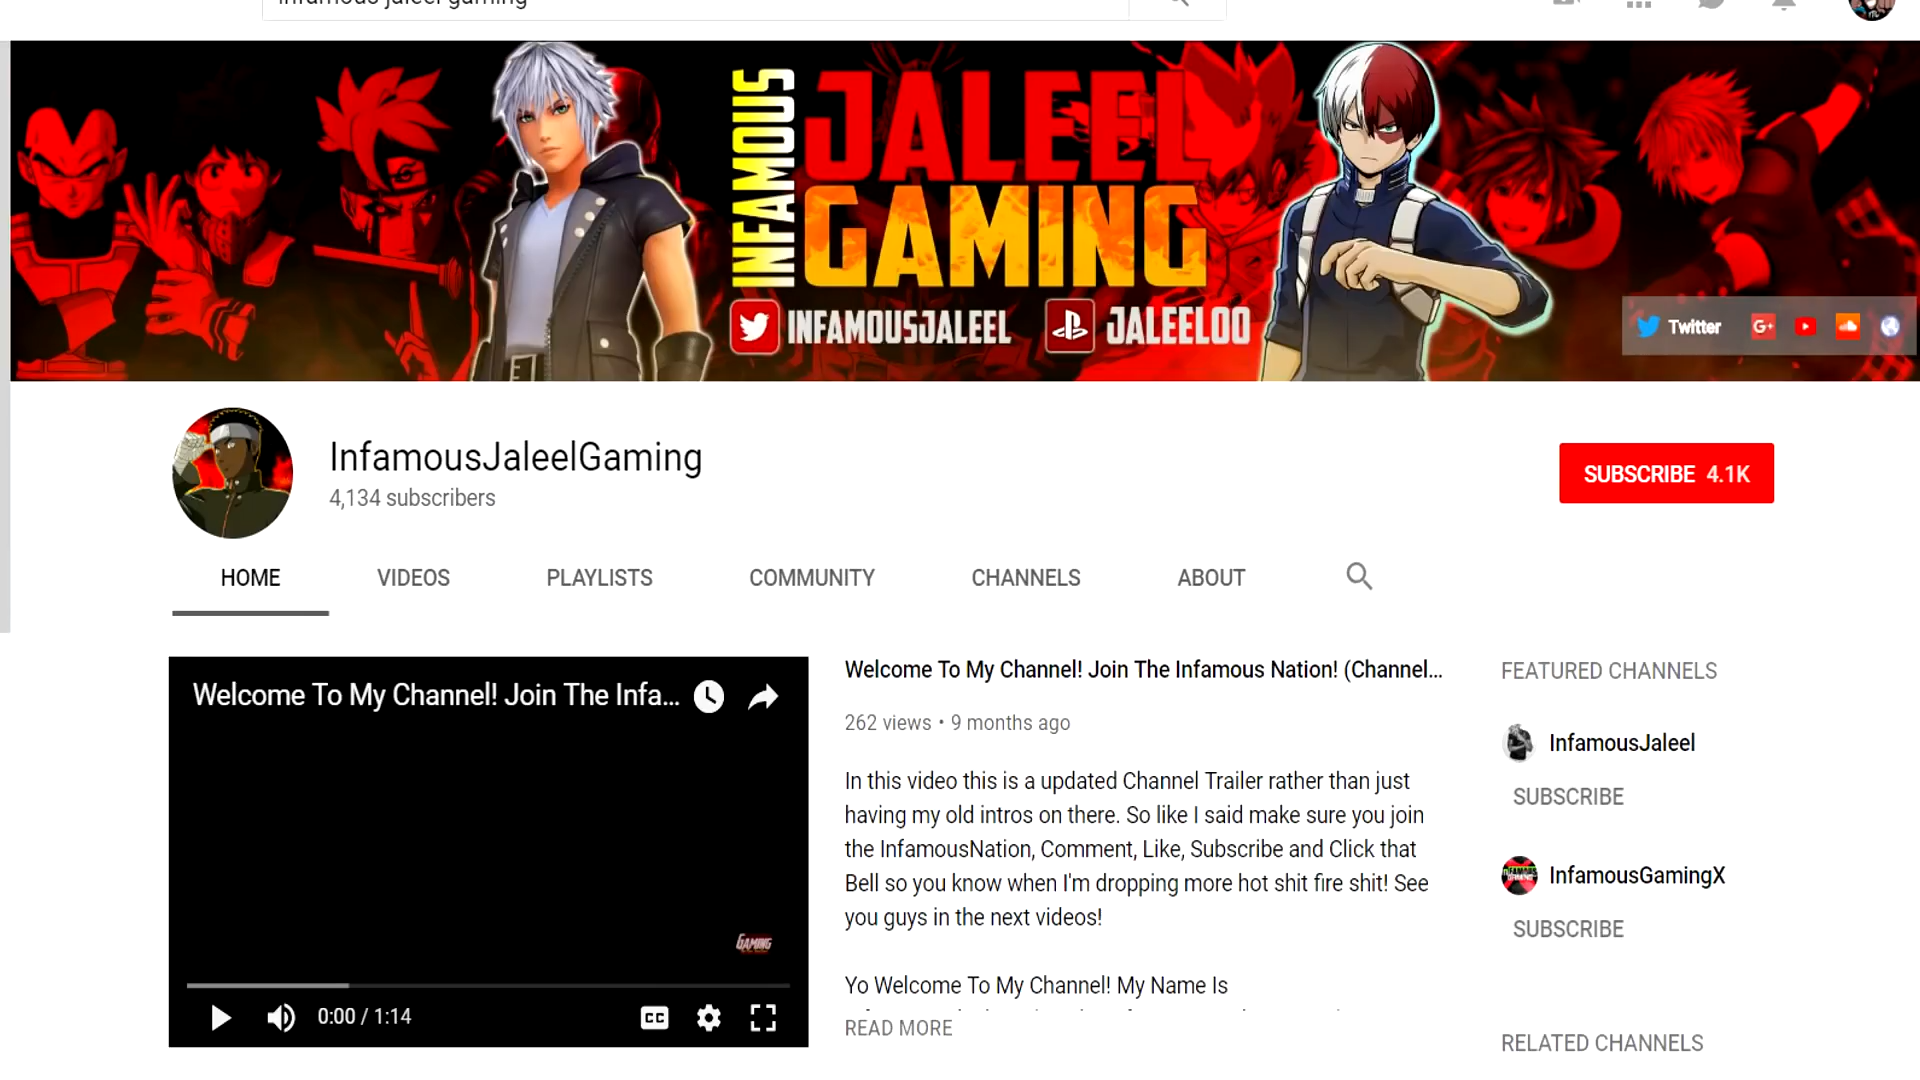 infamous jaleel gaming
INFAMOUS
JALEEL
GAMING
INFAMOUSJALEEL
JALEELOO
Twitter
G+
InfamousJaleelGaming
4,134 subscribers
SUBSCRIBE 4.1K
HOME
VIDEOS
PLAYLISTS
COMMUNITY
CHANNELS
ABOUT
Welcome To My Channel! Join The Infa...
GAMING
0:00 / 1:14
CC
Welcome To My Channel! Join The Infamous Nation! (Channel...
262 views • 9 months ago
In this video this is a updated Channel Trailer rather than just
having my old intros on there. So like I said make sure you join
the InfamousNation, Comment, Like, Subscribe and Click that
Bell so you know when I'm dropping more hot shit fire shit! See
you guys in the next videos!
Yo Welcome To My Channel! My Name Is
READ MORE
FEATURED CHANNELS
InfamousJaleel
SUBSCRIBE
InfamousGamingX
SUBSCRIBE
RELATED CHANNELS